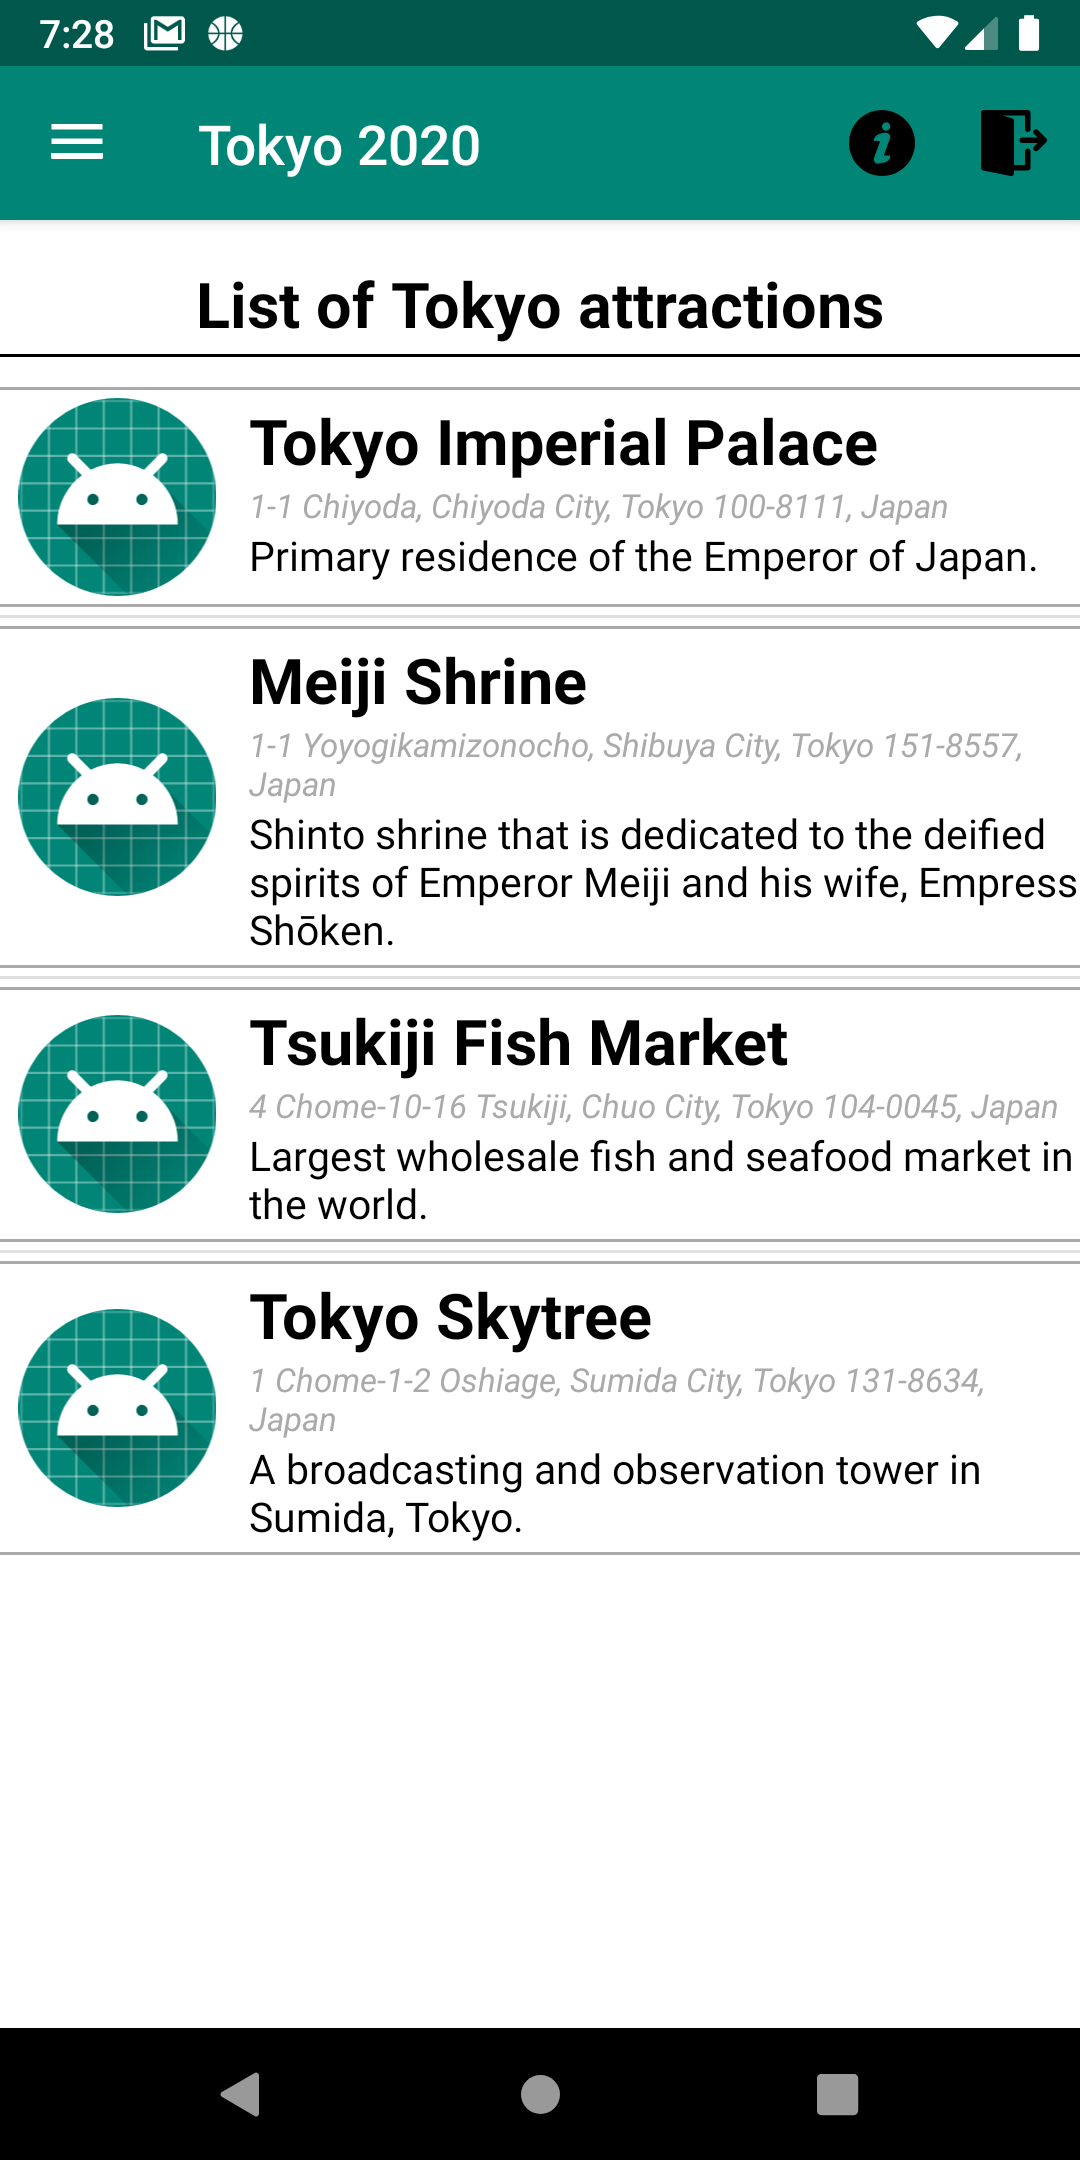 7:28
Tokyo 2020
List of Tokyo attractions
Tokyo Imperial Palace
1-1 Chiyoda, Chiyoda City, Tokyo 100-8111, Japan
Primary residence of the Emperor of Japan.
Meiji Shrine
1-1 Yoyogikamizonocho, Shibuya City, Tokyo 151-8557,
Japan
Shinto shrine that is dedicated to the deified
spirits of Emperor Meiji and his wife, Empress
Shōken.
Tsukiji Fish Market
4 Chome-10-16 Tsukiji, Chuo City, Tokyo 104-0045, Japan
Largest wholesale fish and seafood market in
the world.
Tokyo Skytree
1 Chome-1-2 Oshiage, Sumida City, Tokyo 131-8634,
Japan
A broadcasting and observation tower in
Sumida, Tokyo.